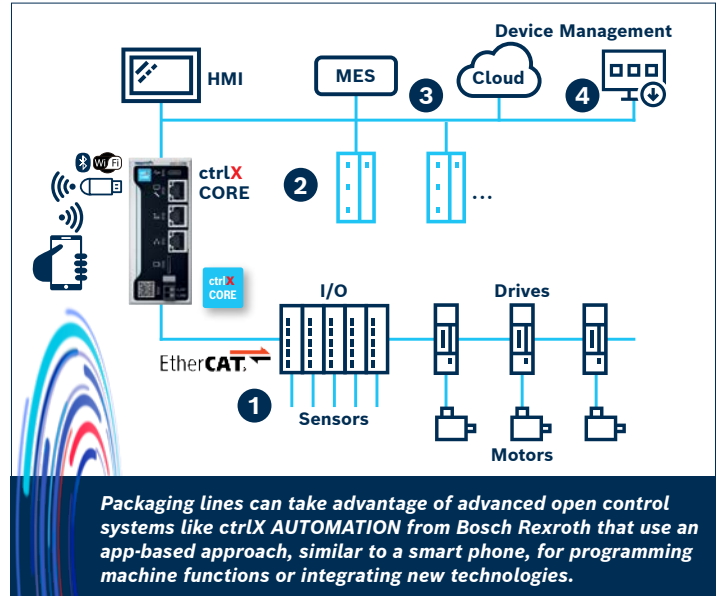 Device Management
HMI
MES
3
Cloud
4
Wi Fi
ctrlX
CORE
2
...
ctrlX
CORE
I/O
Drives
EtherCAT
1
Sensors
Motors
Packaging lines can take advantage of advanced open control
systems like ctrlX AUTOMATION from Bosch Rexroth that use an
app-based approach, similar to a smart phone, for programming
machine functions or integrating new technologies.